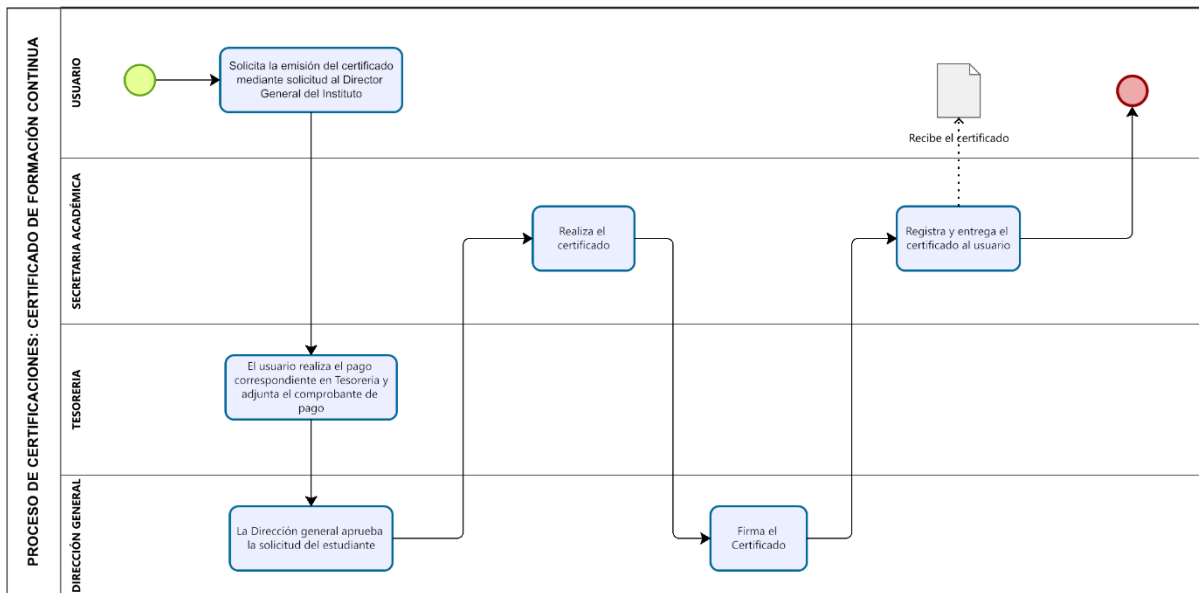 PROCESO DE CERTIFICACIONES: CERTIFICADO DE FORMACIÓN CONTINUA
USUARIO
Solicita la emisión del certificado
mediante solicitud al Director
General del Instituto
Recibe el certificado
SECRETARIA ACADÉMICA
Realiza el
certificado
Registra y entrega el
certificado al usuario
TESORERIA
El usuario realiza el pago
correspondiente en Tesoreria y
adjunta el comprobante de
pago
DIRECCIÓN GENERAL
La Dirección general aprueba
la solicitud del estudiante
Firma el
Certificado